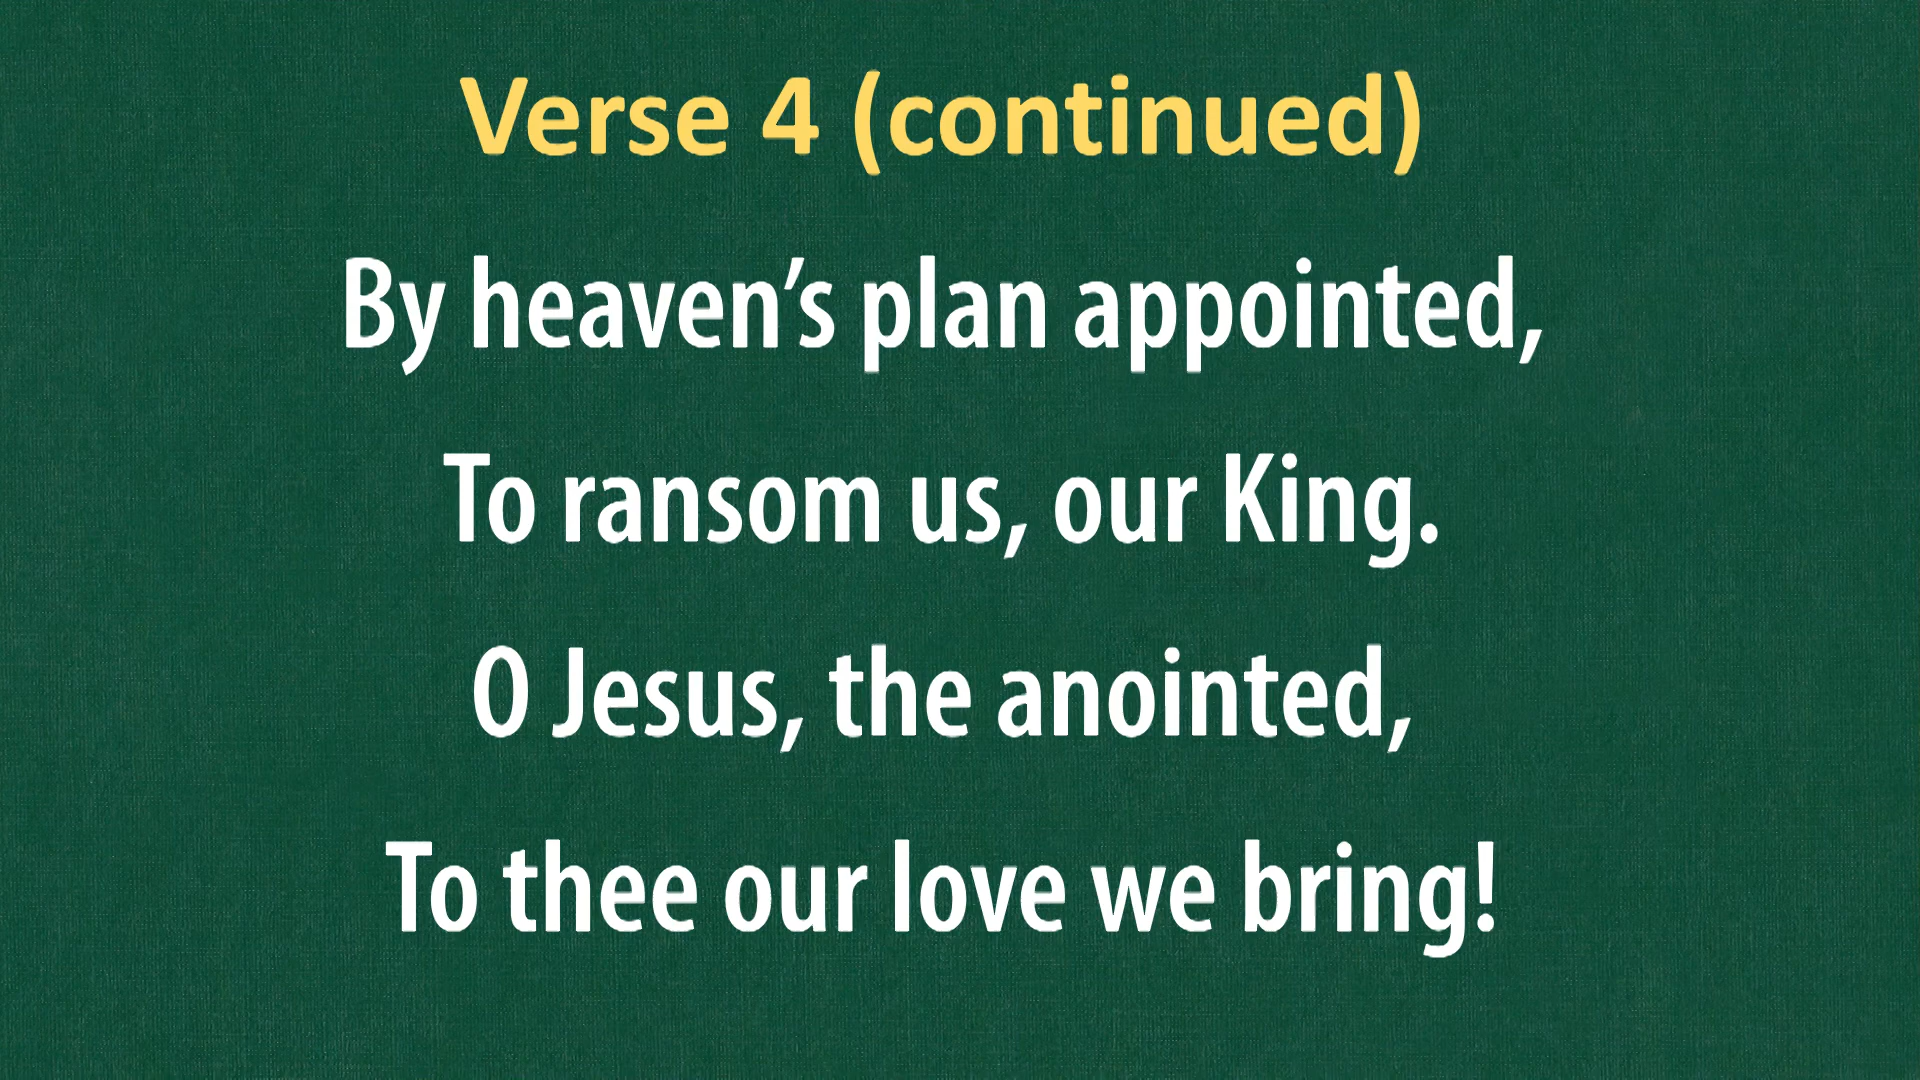 Verse 4 (continued)
By heaven’s plan appointed,
To ransom us, our King.
O Jesus, the anointed,
To thee our love we bring!